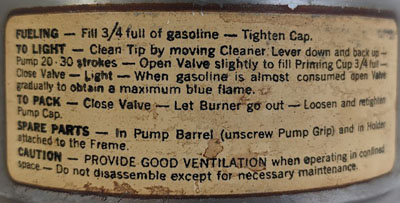 FUELING — Fill 3/4 full of gasoline — Tighten Cap.
TO LIGHT — Clean Tip by moving Cleaner Lever down and back up —
Pump 20-30 strokes — Open Valve slightly to fill Priming Cup 3/4 full —
Close Valve — Light — When gasoline is almost consumed open Valve
gradually to obtain a maximum blue flame.
TO PACK — Close Valve — Let Burner go out — Loosen and retighten
Pump Cap.
SPARE PARTS — In Pump Barrel (unscrew Pump Grip) and in Holder
attached to the Frame.
CAUTION — PROVIDE GOOD VENTILATION when operating in confined
space — Do not disassemble except for necessary maintenance.